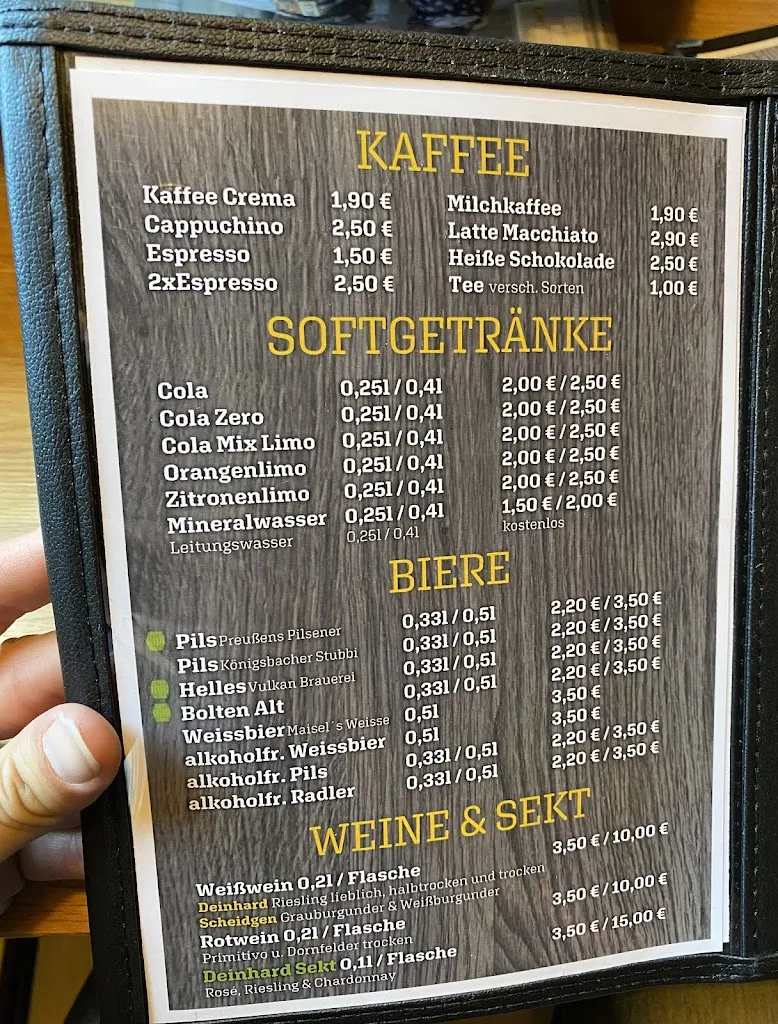 KAFFEE
Kaffee Crema 1,90 € Milchkaffee 1,90 €
Cappuchino 2,50 € Latte Macchiato 2,90 €
Espresso 1,50 € Heiße Schokolade 2,50 €
2xEspresso 2,50 € Tee versch. Sorten 1,00 €
SOFTGETRÄNKE
Cola 0,25l / 0,4l 2,00 € / 2,50 €
Cola Zero 0,25l / 0,4l 2,00 € / 2,50 €
Cola Mix Limo 0,25l / 0,4l 2,00 € / 2,50 €
Orangenlimo 0,25l / 0,4l 2,00 € / 2,50 €
Zitronenlimo 0,25l / 0,4l 2,00 € / 2,50 €
Mineralwasser 0,25l / 0,4l 1,50 € / 2,00 €
Leitungswasser 0,25l / 0,4l kostenlos
BIERE
Pils Preußens Pilsener 0,33l / 0,5l 2,20 € / 3,50 €
Pils Königsbacher Stubbi 0,33l / 0,5l 2,20 € / 3,50 €
Helles Vulkan Brauerei 0,33l / 0,5l 2,20 € / 3,50 €
Bolten Alt 0,33l / 0,5l 2,20 € / 3,50 €
Weissbier Maisel´s Weisse 0,5l 3,50 €
alkoholfr. Weissbier 0,5l 3,50 €
alkoholfr. Pils 0,33l / 0,5l 2,20 € / 3,50 €
alkoholfr. Radler 0,33l / 0,5l 2,20 € / 3,50 €
WEINE & SEKT
Weißwein 0,2l / Flasche 3,50 € / 10,00 €
Deinhard Riesling lieblich, halbtrocken und trocken
Scheidgen Grauburgunder & Weißburgunder
Rotwein 0,2l / Flasche 3,50 € / 10,00 €
Primitivo u. Dornfelder trocken
Deinhard Sekt 0,1l / Flasche 3,50 € / 15,00 €
Rosé, Riesling & Chardonnay